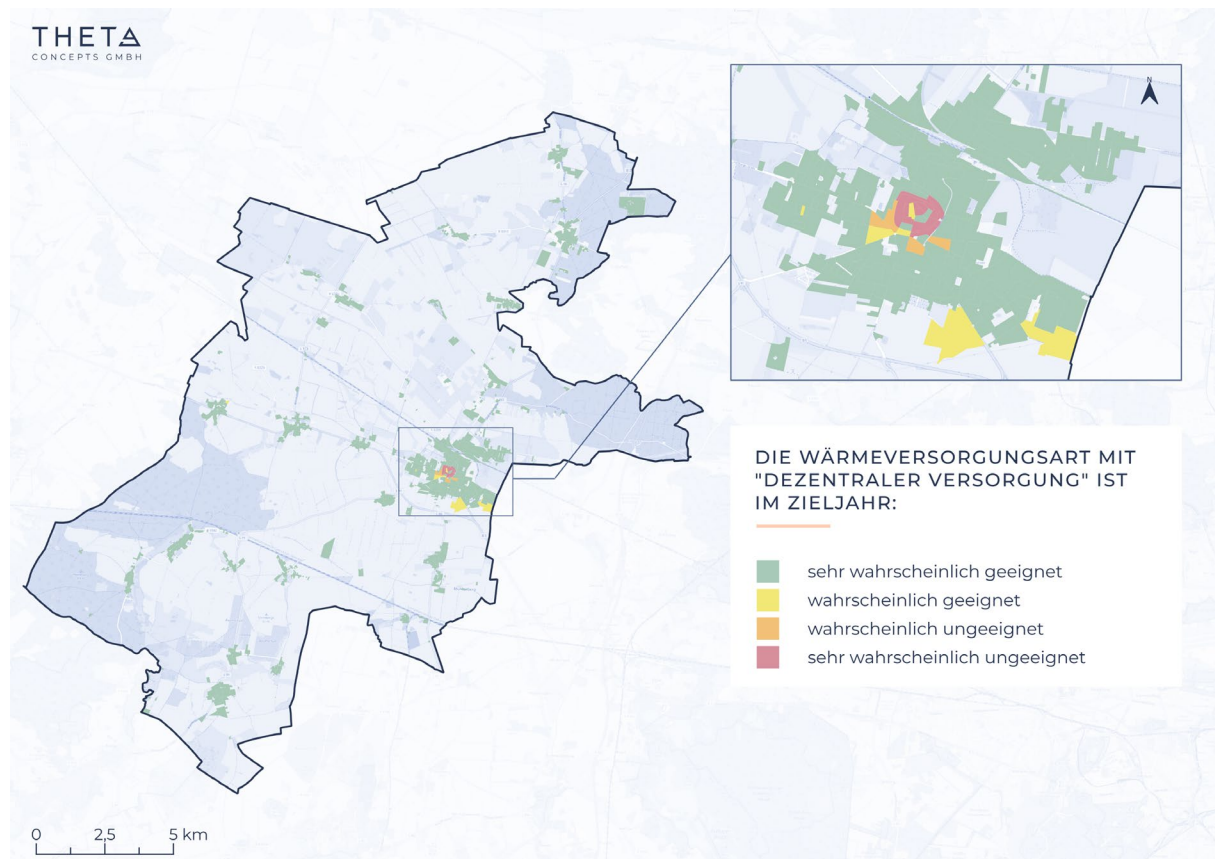 THETA
CONCEPTS GMBH
N
DIE WÄRMEVERSORGUNGSART MIT
"DEZENTRALER VERSORGUNG" IST
IM ZIELJAHR:
sehr wahrscheinlich geeignet
wahrscheinlich geeignet
wahrscheinlich ungeeignet
sehr wahrscheinlich ungeeignet
0 2,5 5 km